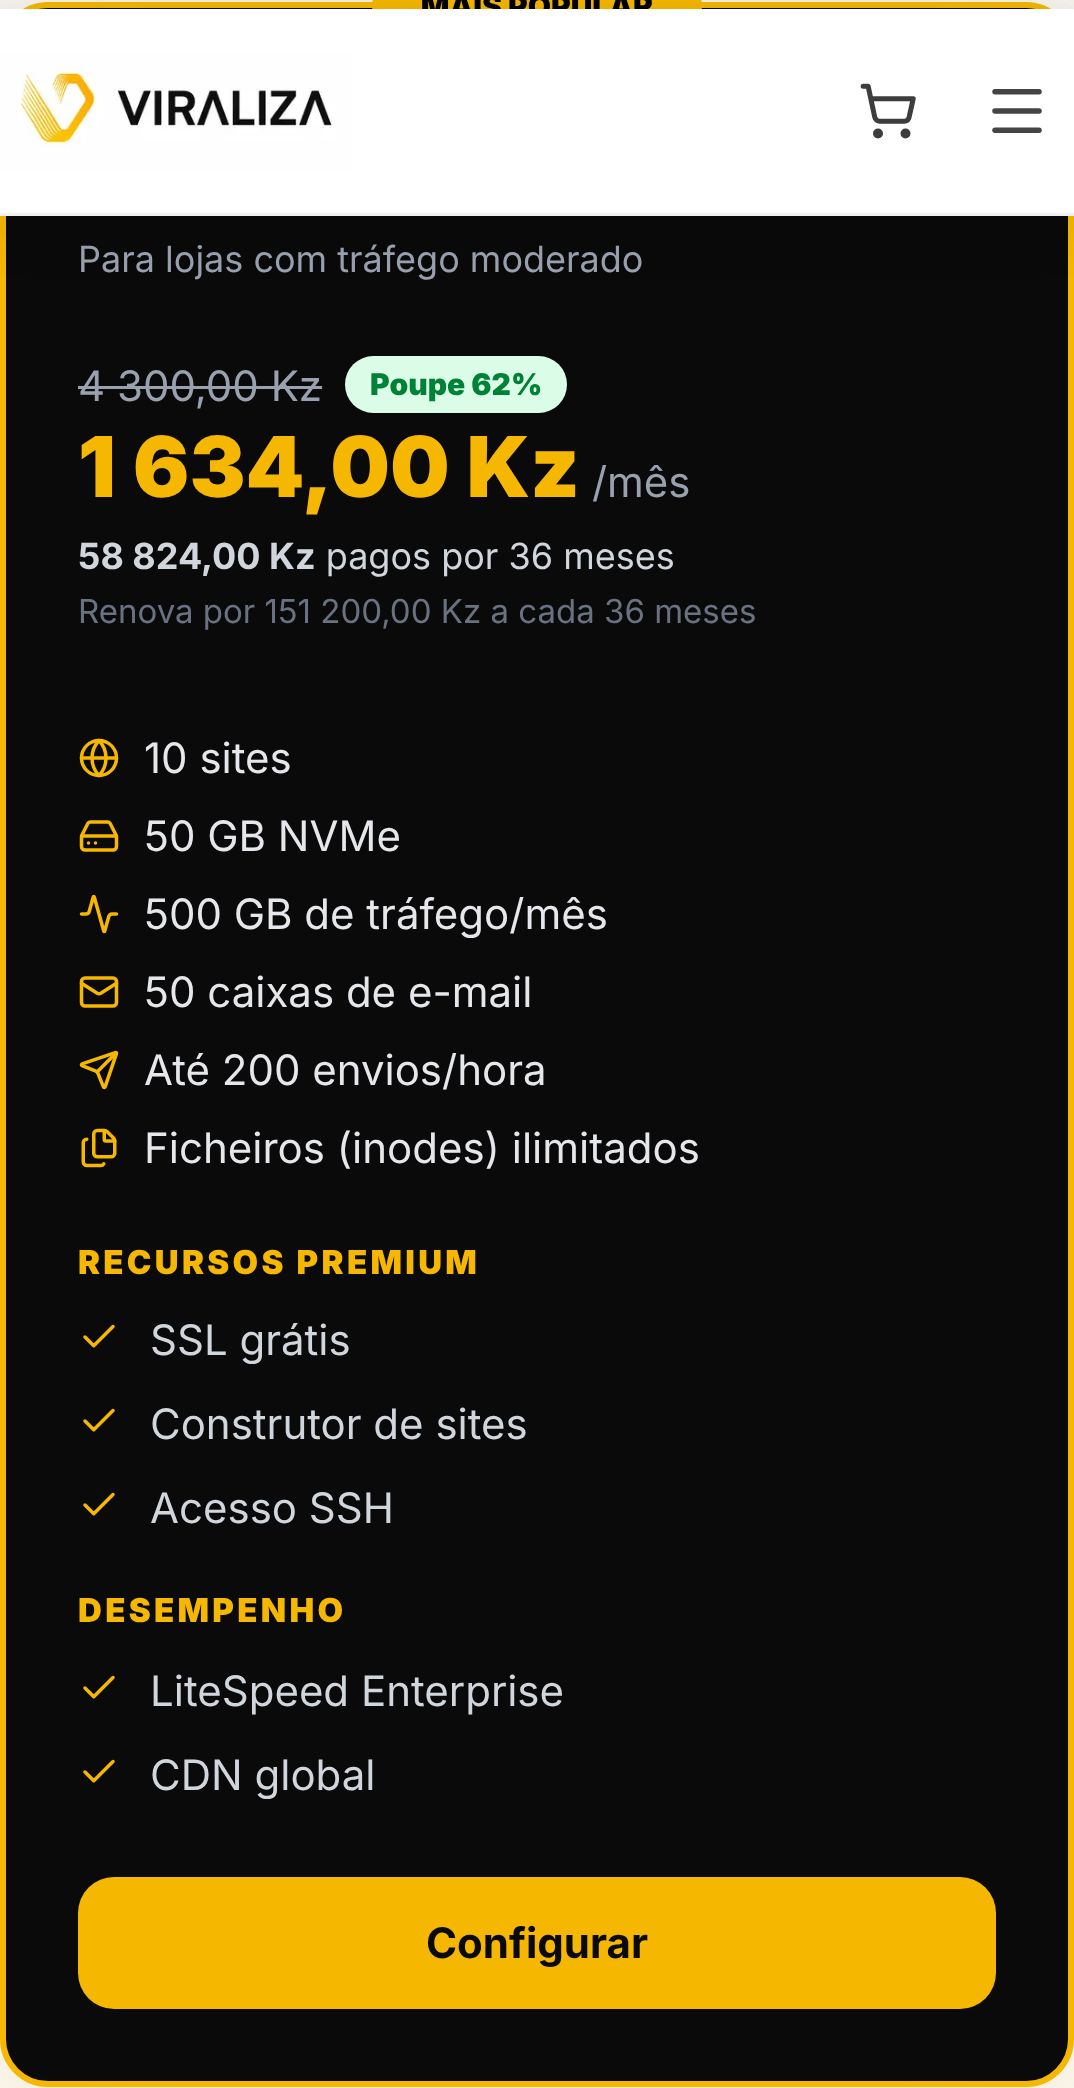 MAIS POPULAR
VIRALIZA
Para lojas com tráfego moderado
4 300,00 Kz Poupe 62%
1 634,00 Kz /mês
58 824,00 Kz pagos por 36 meses
Renova por 151 200,00 Kz a cada 36 meses
10 sites
50 GB NVMe
500 GB de tráfego/mês
50 caixas de e-mail
Até 200 envios/hora
Ficheiros (inodes) ilimitados
RECURSOS PREMIUM
SSL grátis
Construtor de sites
Acesso SSH
DESEMPENHO
LiteSpeed Enterprise
CDN global
Configurar